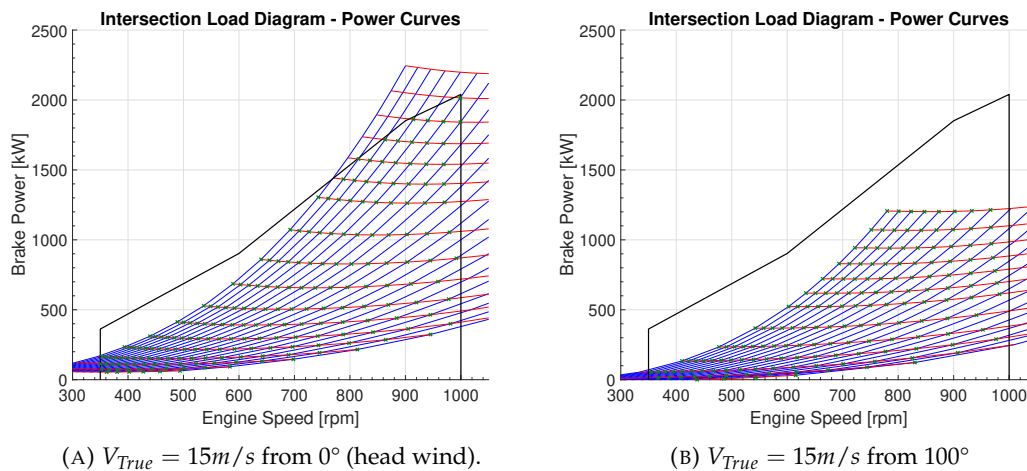 Intersection Load Diagram - Power Curves
2500
2000
1500
1000
500
0
Brake Power [kW]
300 400 500 600 700 800 900 1000
Engine Speed [rpm]
(A) V_True = 15m/s from 0° (head wind).
Intersection Load Diagram - Power Curves
2500
2000
1500
1000
500
0
Brake Power [kW]
300 400 500 600 700 800 900 1000
Engine Speed [rpm]
(B) V_True = 15m/s from 100°